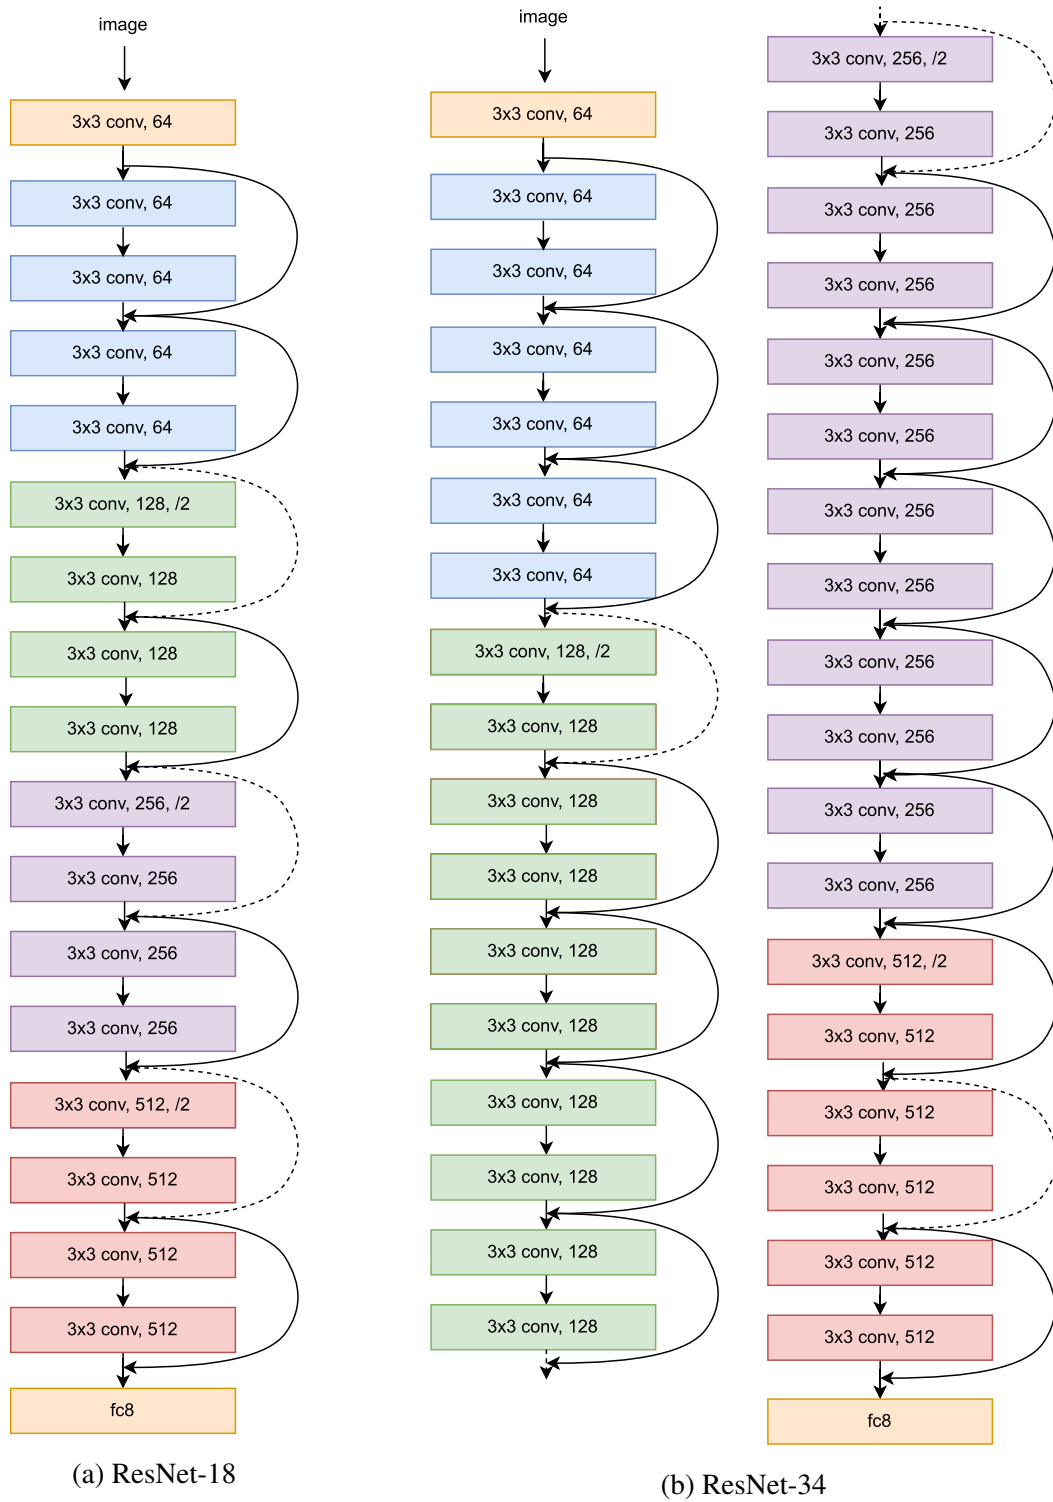 image
3x3 conv, 64
3x3 conv, 64
3x3 conv, 64
3x3 conv, 64
3x3 conv, 64
3x3 conv, 128, /2
3x3 conv, 128
3x3 conv, 128
3x3 conv, 128
3x3 conv, 256, /2
3x3 conv, 256
3x3 conv, 256
3x3 conv, 256
3x3 conv, 512, /2
3x3 conv, 512
3x3 conv, 512
3x3 conv, 512
fc8
(a) ResNet-18
image
3x3 conv, 64
3x3 conv, 64
3x3 conv, 64
3x3 conv, 64
3x3 conv, 64
3x3 conv, 64
3x3 conv, 64
3x3 conv, 128, /2
3x3 conv, 128
3x3 conv, 128
3x3 conv, 128
3x3 conv, 128
3x3 conv, 128
3x3 conv, 128
3x3 conv, 128
3x3 conv, 128
3x3 conv, 128
3x3 conv, 256, /2
3x3 conv, 256
3x3 conv, 256
3x3 conv, 256
3x3 conv, 256
3x3 conv, 256
3x3 conv, 256
3x3 conv, 256
3x3 conv, 256
3x3 conv, 256
3x3 conv, 256
3x3 conv, 256
3x3 conv, 512, /2
3x3 conv, 512
3x3 conv, 512
3x3 conv, 512
3x3 conv, 512
3x3 conv, 512
fc8
(b) ResNet-34